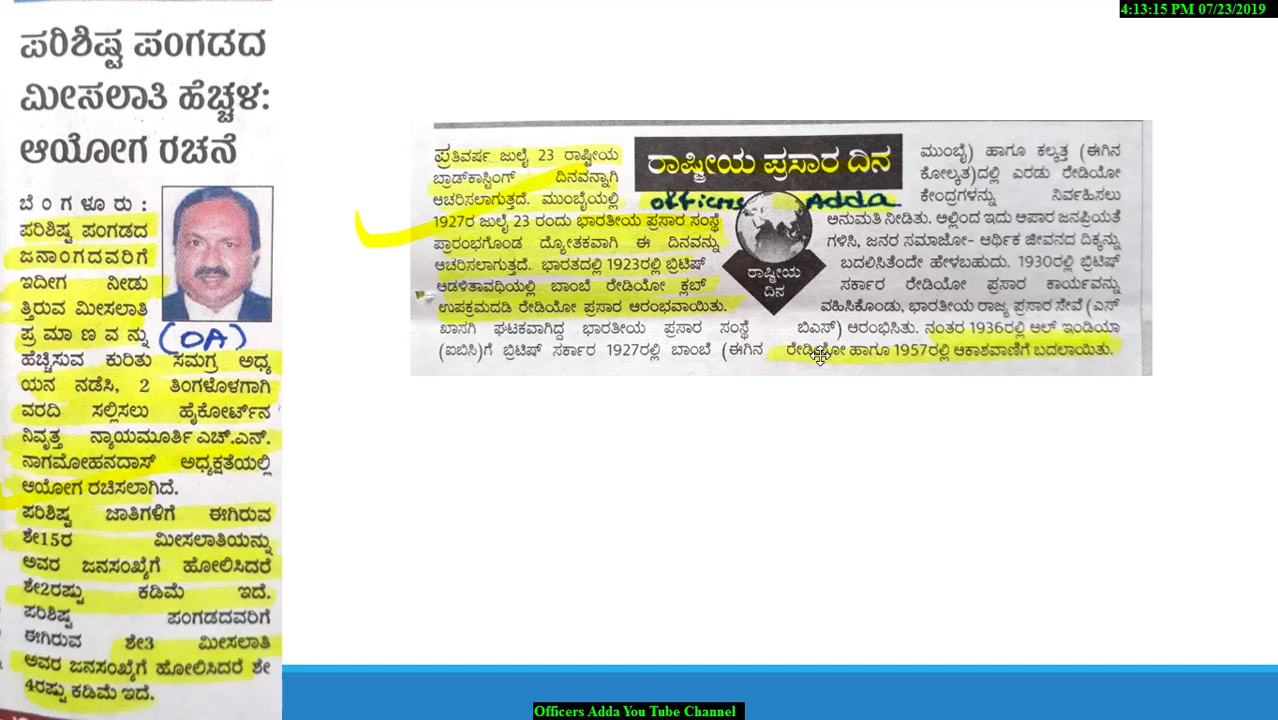 4:13:15 PM 07/23/2019
ಪರಿಶಿಷ್ಟ ಪಂಗಡದ
ಮೀಸಲಾತಿ ಹೆಚ್ಚಳ:
ಆಯೋಗ ರಚನೆ
ಬೆಂಗಳೂರು:
ಪರಿಶಿಷ್ಟ ಪಂಗಡದ
ಜನಾಂಗದವರಿಗೆ
ಇದೀಗ ನೀಡು
ತ್ತಿರುವ ಮೀಸಲಾತಿ
ಪ್ರಮಾಣವನ್ನು
(OA)
ಹೆಚ್ಚಿಸುವ ಕುರಿತು ಸಮಗ್ರ ಅಧ್ಯ
ಯನ ನಡೆಸಿ, 2 ತಿಂಗಳೊಳಗಾಗಿ
ವರದಿ ಸಲ್ಲಿಸಲು ಹೈಕೋರ್ಟ್‌ನ
ನಿವೃತ್ತ ನ್ಯಾಯಮೂರ್ತಿ ಎಚ್.ಎನ್.
ನಾಗಮೋಹನದಾಸ್ ಅಧ್ಯಕ್ಷತೆಯಲ್ಲಿ
ಆಯೋಗ ರಚಿಸಲಾಗಿದೆ.
ಪರಿಶಿಷ್ಟ ಜಾತಿಗಳಿಗೆ ಈಗಿರುವ
ಶೇ15ರ ಮೀಸಲಾತಿಯನ್ನು
ಅವರ ಜನಸಂಖ್ಯೆಗೆ ಹೋಲಿಸಿದರೆ
ಶೇ2ರಷ್ಟು ಕಡಿಮೆ ಇದೆ.
ಪರಿಶಿಷ್ಟ ಪಂಗಡದವರಿಗೆ
ಈಗಿರುವ ಶೇ3 ಮೀಸಲಾತಿ
ಅವರ ಜನಸಂಖ್ಯೆಗೆ ಹೋಲಿಸಿದರೆ ಶೇ
4ರಷ್ಟು ಕಡಿಮೆ ಇದೆ.
ರಾಷ್ಟ್ರೀಯ ಪ್ರಸಾರ ದಿನ
officers Adda
ಪ್ರತಿವರ್ಷ ಜುಲೈ 23 ರಾಷ್ಟ್ರೀಯ
ಬ್ರಾಡ್‌ಕಾಸ್ಟಿಂಗ್ ದಿನವನ್ನಾಗಿ
ಆಚರಿಸಲಾಗುತ್ತದೆ. ಮುಂಬೈಯಲ್ಲಿ
1927ರ ಜುಲೈ 23 ರಂದು ಭಾರತೀಯ ಪ್ರಸಾರ ಸಂಸ್ಥೆ
ಪ್ರಾರಂಭಗೊಂಡ ದ್ಯೋತಕವಾಗಿ ಈ ದಿನವನ್ನು
ಆಚರಿಸಲಾಗುತ್ತದೆ. ಭಾರತದಲ್ಲಿ 1923ರಲ್ಲಿ ಬ್ರಿಟಿಷ್
ಆಡಳಿತಾವಧಿಯಲ್ಲಿ ಬಾಂಬೆ ರೇಡಿಯೋ ಕ್ಲಬ್
ಉಪಕ್ರಮದಡಿ ರೇಡಿಯೋ ಪ್ರಸಾರ ಆರಂಭವಾಯಿತು.
ಖಾಸಗಿ ಘಟಕವಾಗಿದ್ದ ಭಾರತೀಯ ಪ್ರಸಾರ ಸಂಸ್ಥೆ
(ಐಬಿಸಿ)ಗೆ ಬ್ರಿಟಿಷ್ ಸರ್ಕಾರ 1927ರಲ್ಲಿ ಬಾಂಬೆ (ಈಗಿನ
ರಾಷ್ಟ್ರೀಯ
ದಿನ
ಮುಂಬೈ) ಹಾಗೂ ಕಲ್ಕತ್ತ (ಈಗಿನ
ಕೋಲ್ಕತ)ದಲ್ಲಿ ಎರಡು ರೇಡಿಯೋ
ಕೇಂದ್ರಗಳನ್ನು ನಿರ್ವಹಿಸಲು
ಅನುಮತಿ ನೀಡಿತು. ಅಲ್ಲಿಂದ ಇದು ಅಪಾರ ಜನಪ್ರಿಯತೆ
ಗಳಿಸಿ, ಜನರ ಸಮಾಜೋ- ಆರ್ಥಿಕ ಜೀವನದ ದಿಕ್ಕನ್ನು
ಬದಲಿಸಿತೆಂದೇ ಹೇಳಬಹುದು. 1930ರಲ್ಲಿ ಬ್ರಿಟಿಷ್
ಸರ್ಕಾರ ರೇಡಿಯೋ ಪ್ರಸಾರ ಕಾರ್ಯವನ್ನು
ವಹಿಸಿಕೊಂಡು, ಭಾರತೀಯ ರಾಜ್ಯ ಪ್ರಸಾರ ಸೇವೆ (ಎಸ್
ಬಿಎಸ್) ಆರಂಭಿಸಿತು. ನಂತರ 1936ರಲ್ಲಿ ಆಲ್ ಇಂಡಿಯಾ
ರೇಡಿಯೋ ಹಾಗೂ 1957ರಲ್ಲಿ ಆಕಾಶವಾಣಿಗೆ ಬದಲಾಯಿತು.
Officers Adda You Tube Channel